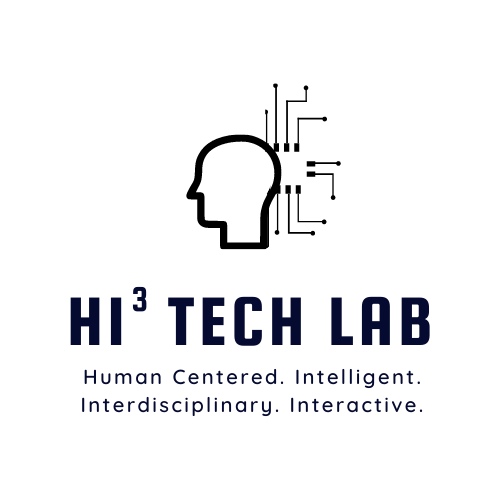 HI³ TECH LAB
Human Centered. Intelligent.
Interdisciplinary. Interactive.